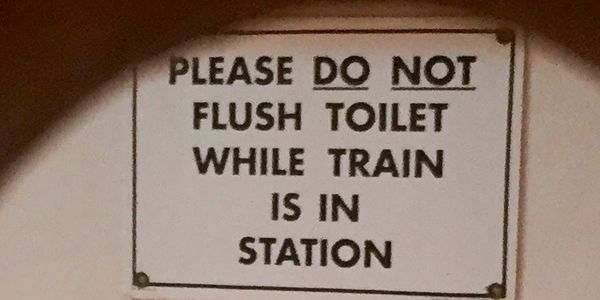 PLEASE DO NOT
FLUSH TOILET
WHILE TRAIN
IS IN
STATION